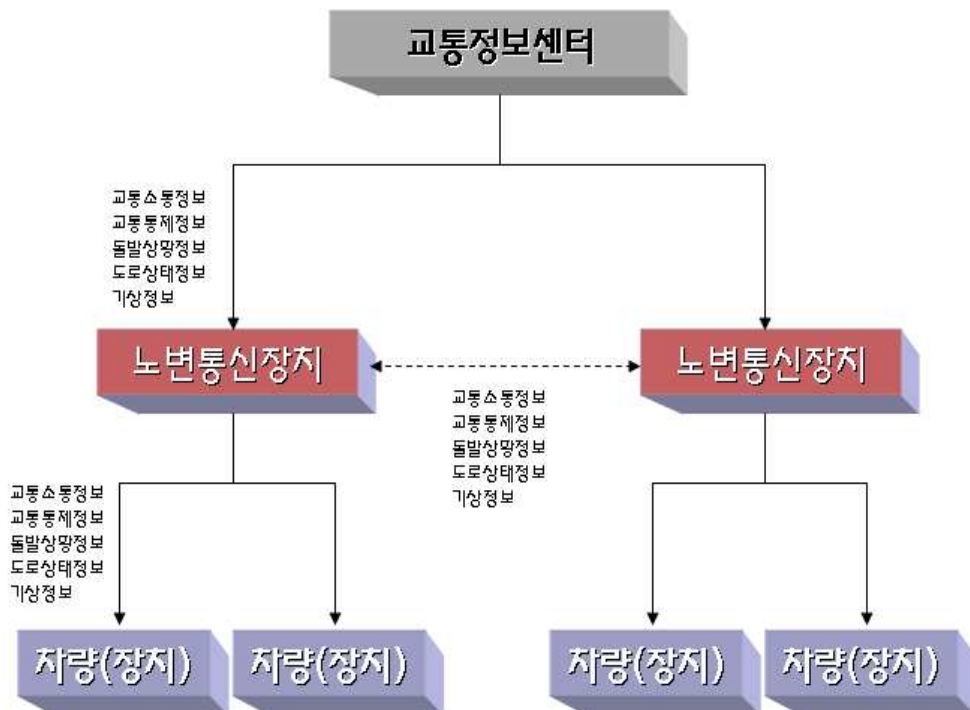 교통정보센터
교통소통정보
교통통제정보
돌발상황정보
도로상태정보
기상정보
노변통신장치
노변통신장치
교통소통정보
교통통제정보
돌발상황정보
도로상태정보
기상정보
교통소통정보
교통통제정보
돌발상황정보
도로상태정보
기상정보
차량(장치)
차량(장치)
차량(장치)
차량(장치)